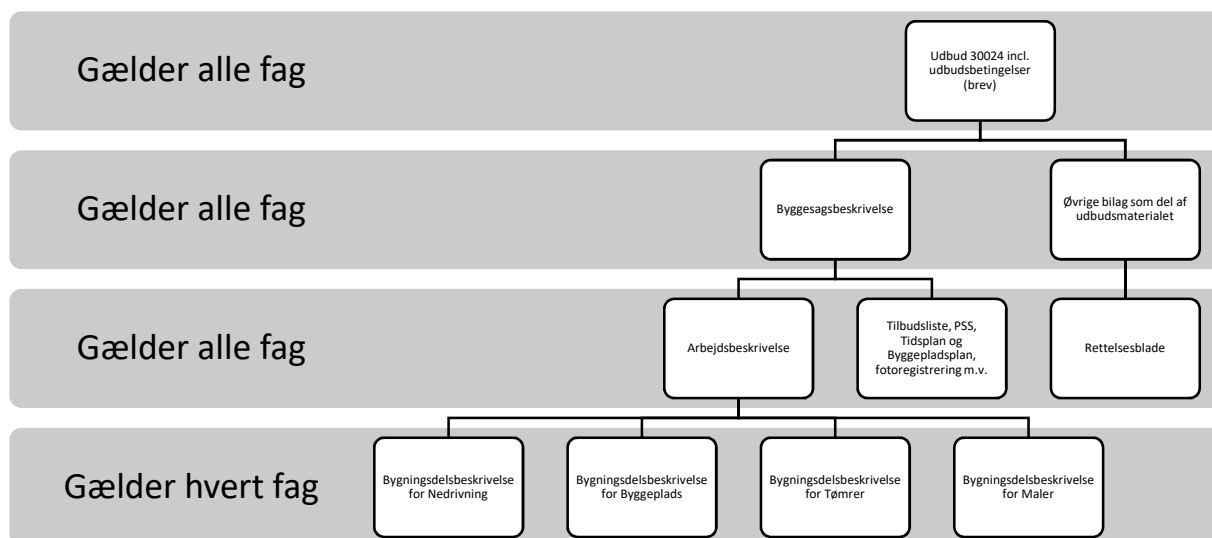 Gælder alle fag
Udbud 30024 incl.
udbudsbetingelser
(brev)
Gælder alle fag
Byggesagsbeskrivelse
Øvrige bilag som del af
udbudsmaterialet
Gælder alle fag
Arbejdsbeskrivelse
Tilbudsliste, PSS,
Tidsplan og
Byggepladsplan,
fotoregistrering m.v.
Rettelsesblade
Gælder hvert fag
Bygningsdelsbeskrivelse
for Nedrivning
Bygningsdelsbeskrivelse
for Byggeplads
Bygningsdelsbeskrivelse
for Tømrer
Bygningsdelsbeskrivelse
for Maler